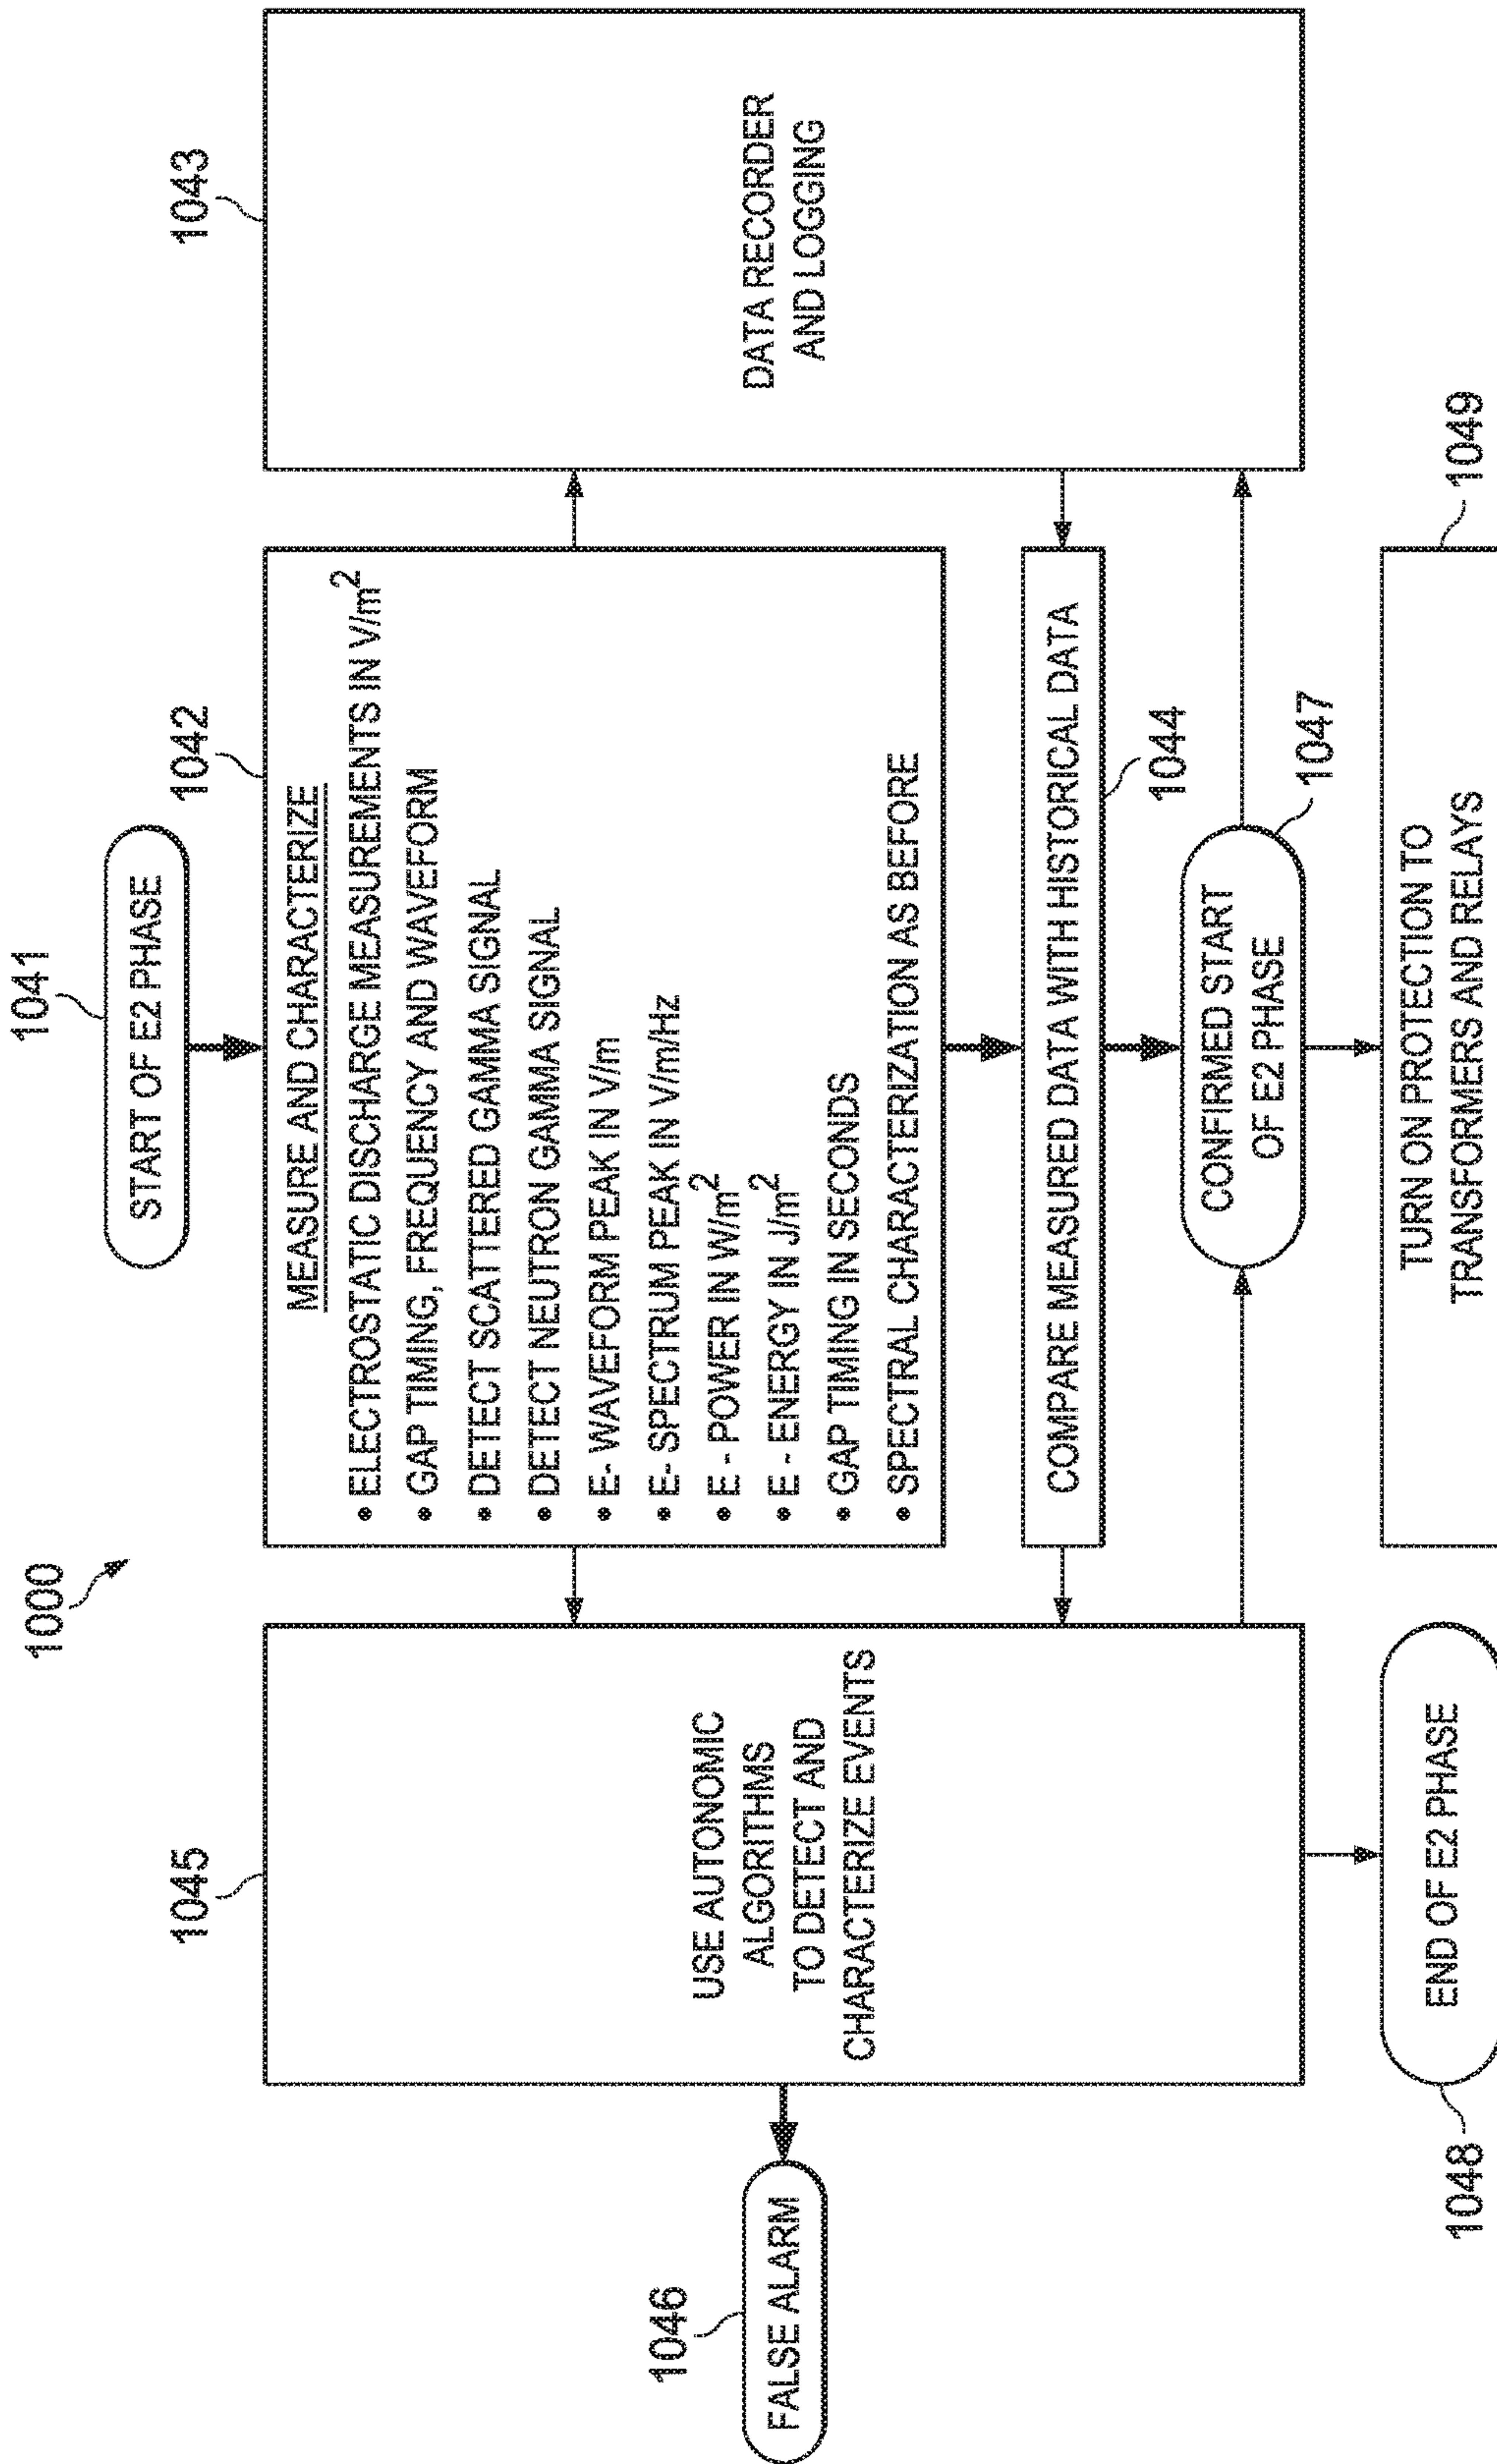 1000
1041
START OF E2 PHASE
1045
1042
1043
MEASURE AND CHARACTERIZE
• ELECTROSTATIC DISCHARGE MEASUREMENTS IN V/m²
• GAP TIMING, FREQUENCY AND WAVEFORM
• DETECT SCATTERED GAMMA SIGNAL
• DETECT NEUTRON GAMMA SIGNAL
• E- WAVEFORM PEAK IN V/m
• E- SPECTRUM PEAK IN V/m/Hz
• E - POWER IN W/m²
• E - ENERGY IN J/m²
• GAP TIMING IN SECONDS
• SPECTRAL CHARACTERIZATION AS BEFORE
1046
FALSE ALARM
USE AUTONOMIC
ALGORITHMS
TO DETECT AND
CHARACTERIZE EVENTS
DATA RECORDER
AND LOGGING
COMPARE MEASURED DATA WITH HISTORICAL DATA
1044
CONFIRMED START
OF E2 PHASE
1047
1048
END OF E2 PHASE
TURN ON PROTECTION TO
TRANSFORMERS AND RELAYS
1049